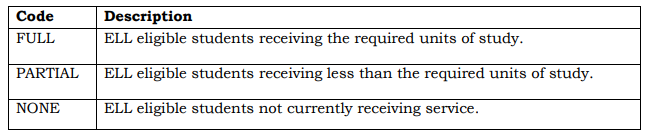 Code Description
FULL ELL eligible students receiving the required units of study.
PARTIAL ELL eligible students receiving less than the required units of study.
NONE ELL eligible students not currently receiving service.